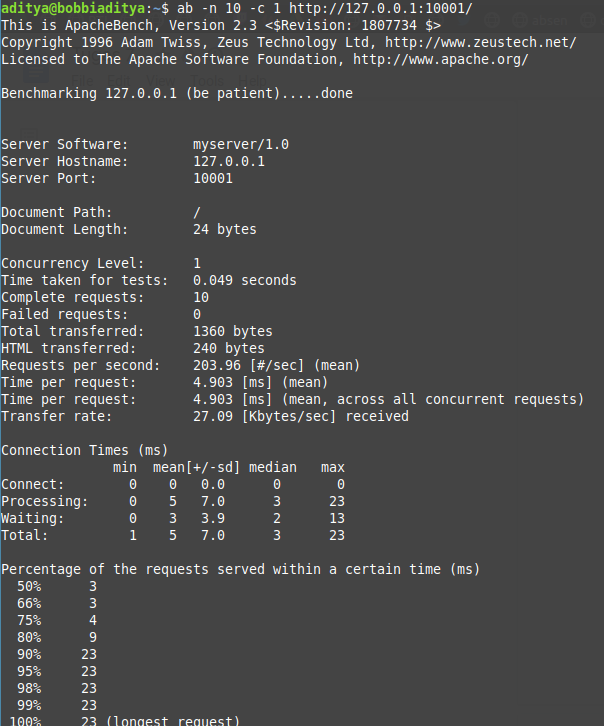 aditya@bobbiaditya:~$ ab -n 10 -c 1 http://127.0.0.1:10001/
This is ApacheBench, Version 2.3 <$Revision: 1807734 $>
Copyright 1996 Adam Twiss, Zeus Technology Ltd, http://www.zeustech.net/
Licensed to The Apache Software Foundation, http://www.apache.org/
Benchmarking 127.0.0.1 (be patient).....done
Server Software:        myserver/1.0
Server Hostname:        127.0.0.1
Server Port:            10001
Document Path:          /
Document Length:        24 bytes
Concurrency Level:      1
Time taken for tests:   0.049 seconds
Complete requests:      10
Failed requests:        0
Total transferred:      1360 bytes
HTML transferred:       240 bytes
Requests per second:    203.96 [#/sec] (mean)
Time per request:       4.903 [ms] (mean)
Time per request:       4.903 [ms] (mean, across all concurrent requests)
Transfer rate:          27.09 [Kbytes/sec] received
Connection Times (ms)
              min  mean[+/-sd] median   max
Connect:        0    0   0.0      0       0
Processing:     0    5   7.0      3      23
Waiting:        0    3   3.9      2      13
Total:          1    5   7.0      3      23
Percentage of the requests served within a certain time (ms)
  50%      3
  66%      3
  75%      4
  80%      9
  90%     23
  95%     23
  98%     23
  99%     23
 100%     23 (longest request)